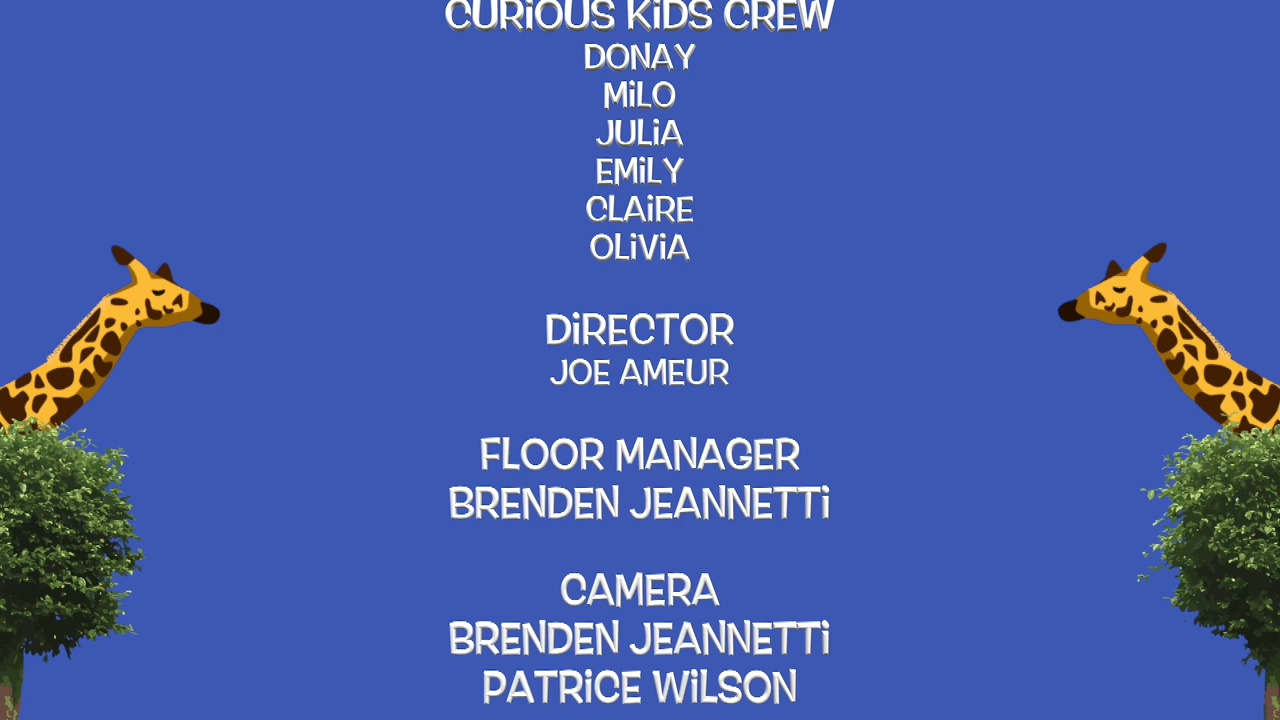 CURiOUS KiDS CREW
DONAY
MiLO
JULiA
EMiLY
CLAiRE
OLiViA
DiRECTOR
JOE AMEUR
FLOOR MANAGER
BRENDEN JEANNETTi
CAMERA
BRENDEN JEANNETTi
PATRiCE WiLSON